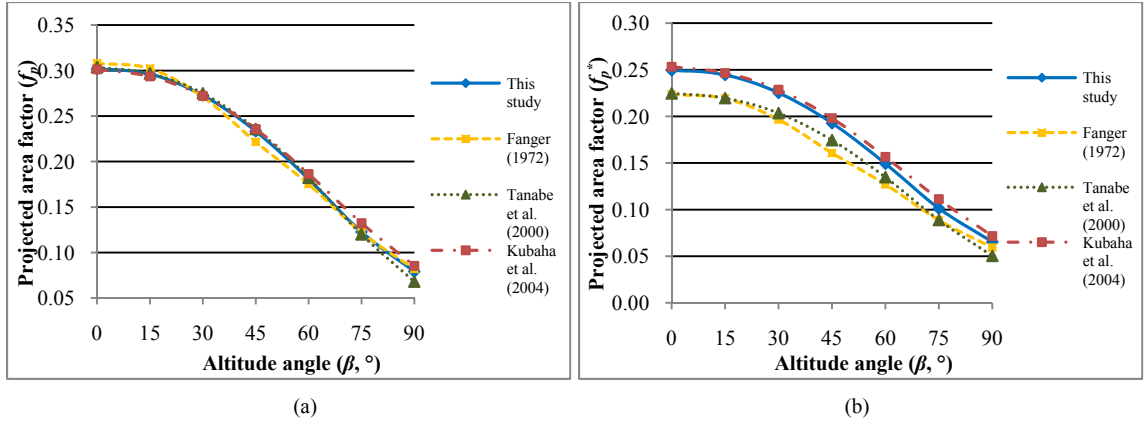 0.35
0.30
0.25
0.20
0.15
0.10
0.05
Projected area factor (fp)
0 15 30 45 60 75 90
Altitude angle (β, °)
This
study
Fanger
(1972)
Tanabe
et al.
(2000)
Kubaha
et al.
(2004)
(a)
0.30
0.25
0.20
0.15
0.10
0.05
0.00
Projected area factor (fp*)
0 15 30 45 60 75 90
Altitude angle (β, °)
This
study
Fanger
(1972)
Tanabe
et al.
(2000)
Kubaha
et al.
(2004)
(b)